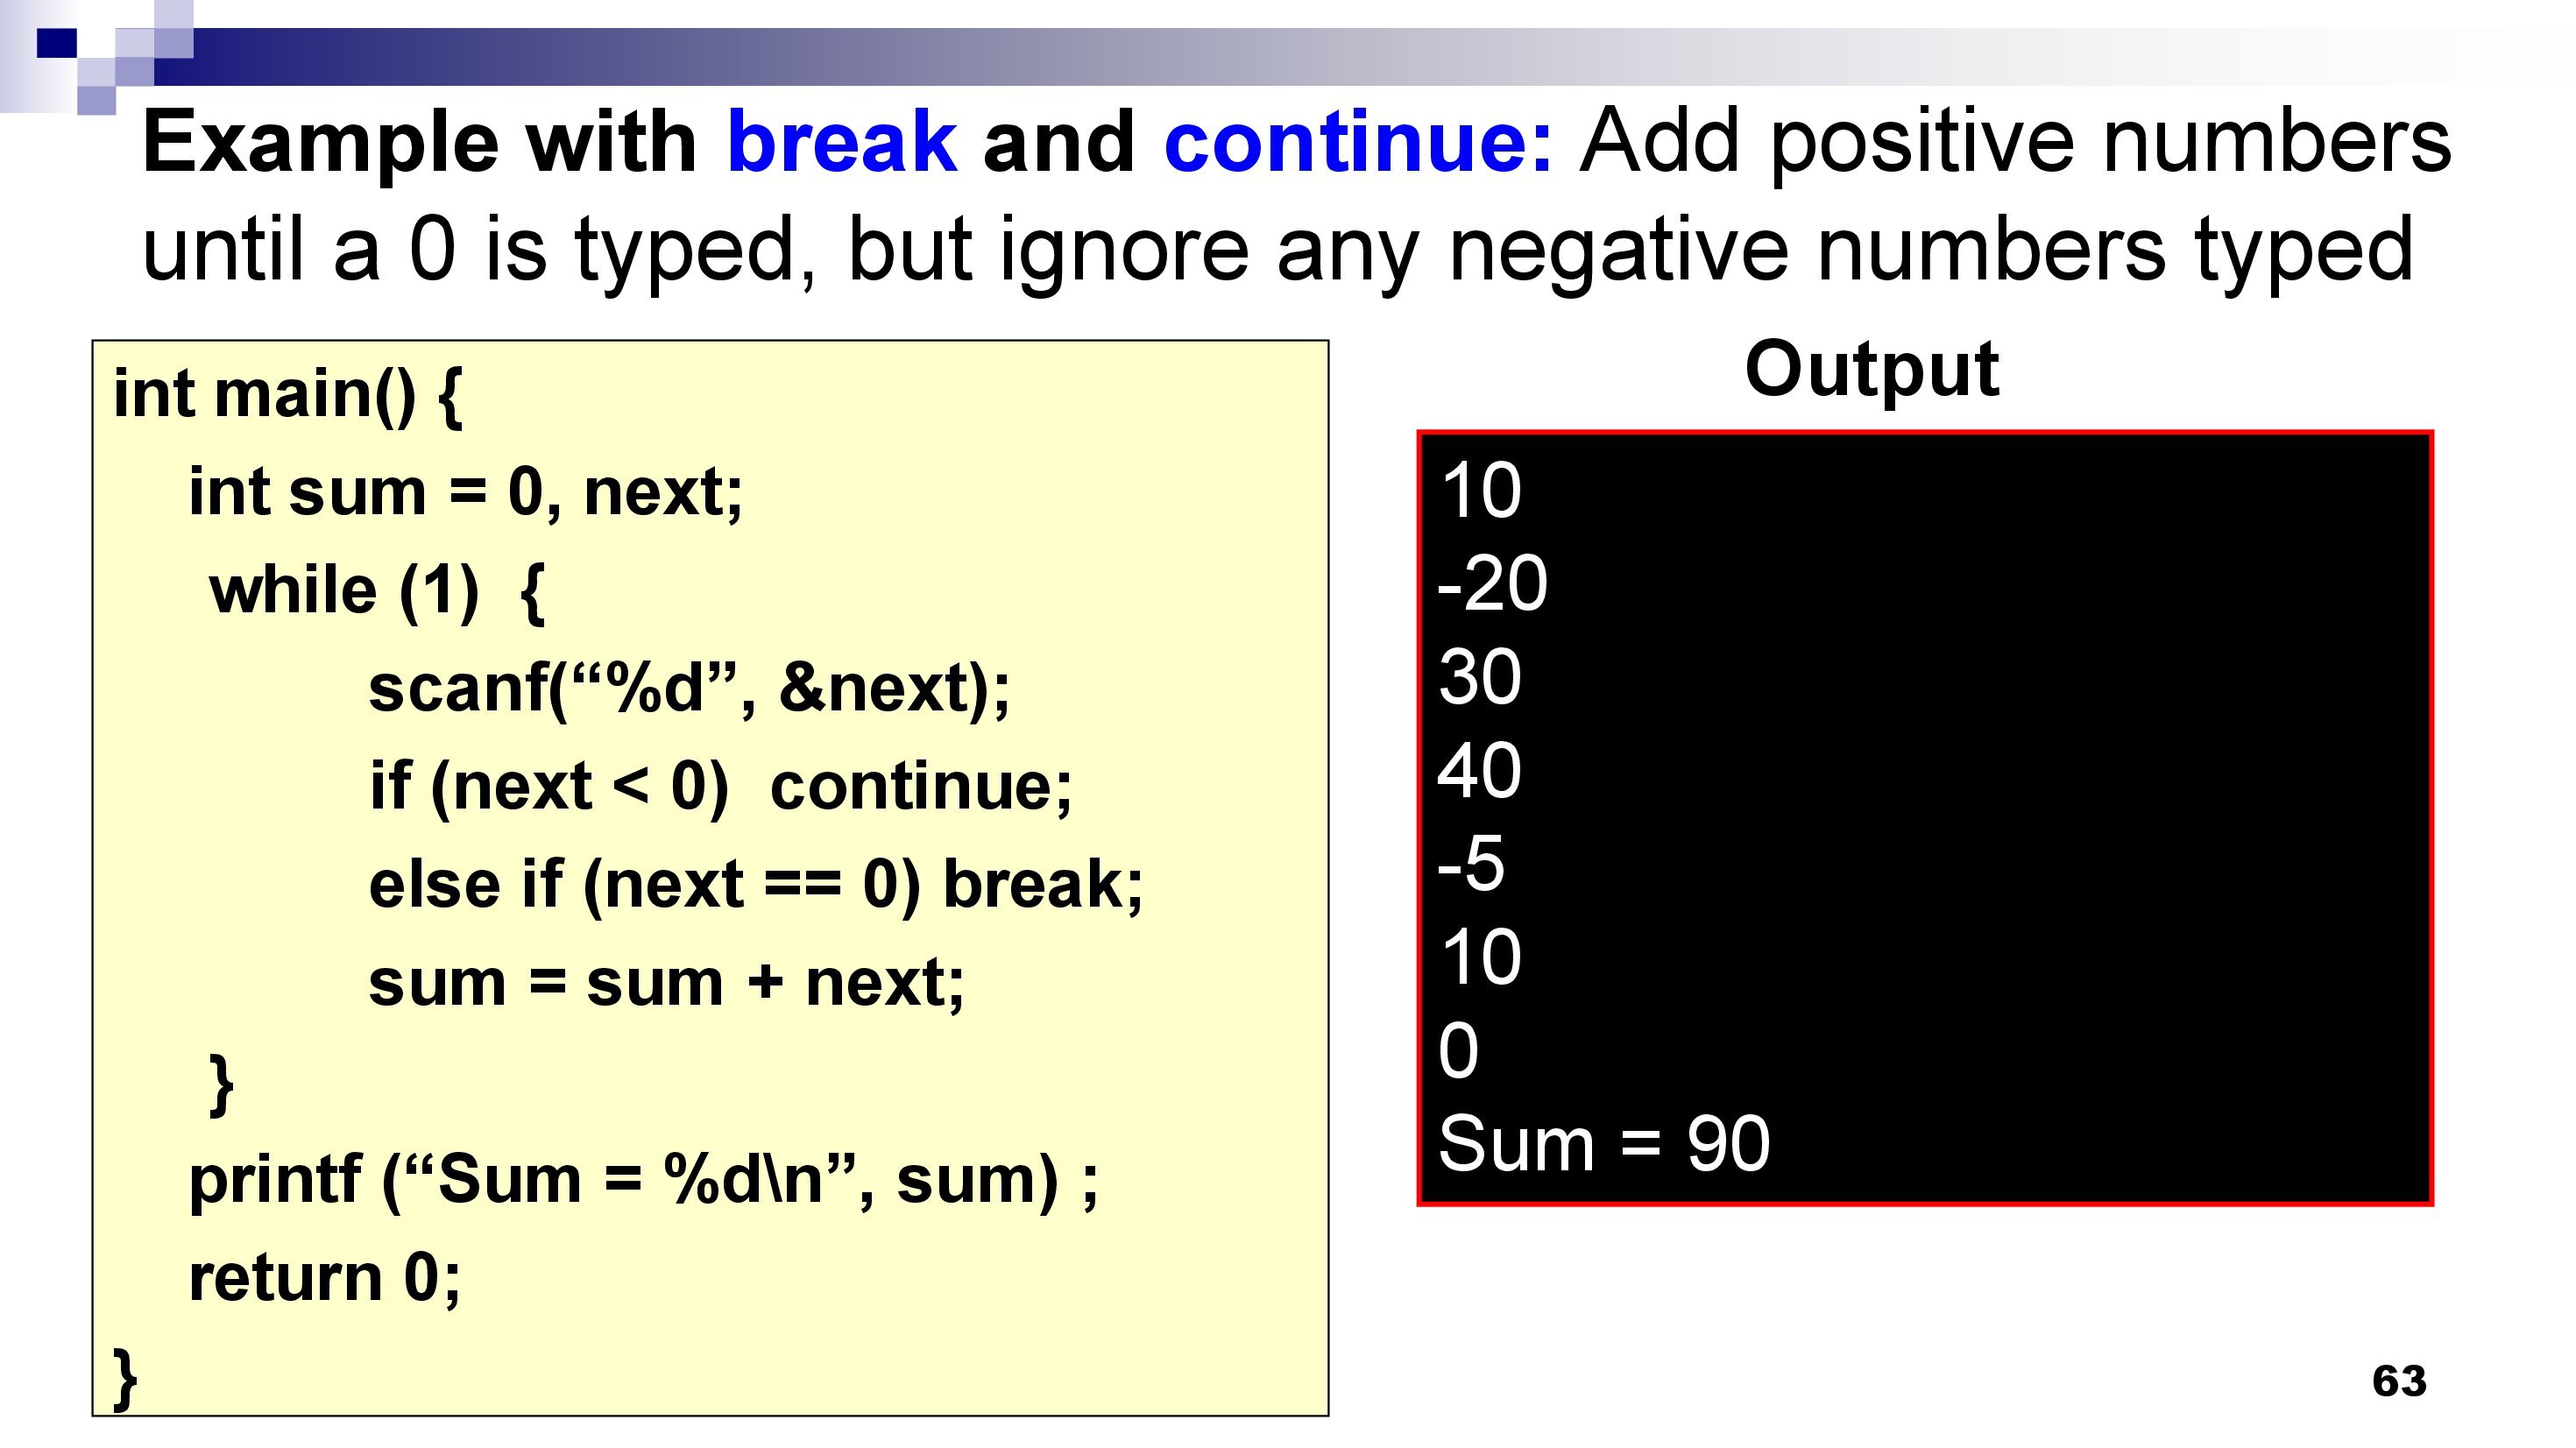 Example with break and continue: Add positive numbers
until a 0 is typed, but ignore any negative numbers typed
int main() {
int sum = 0, next;
while (1) {
scanf(“%d”, &next);
if (next < 0) continue;
else if (next == 0) break;
sum = sum + next;
}
printf (“Sum = %d\n”, sum) ;
return 0;
}
Output
10
-20
30
40
-5
10
0
Sum = 90
63